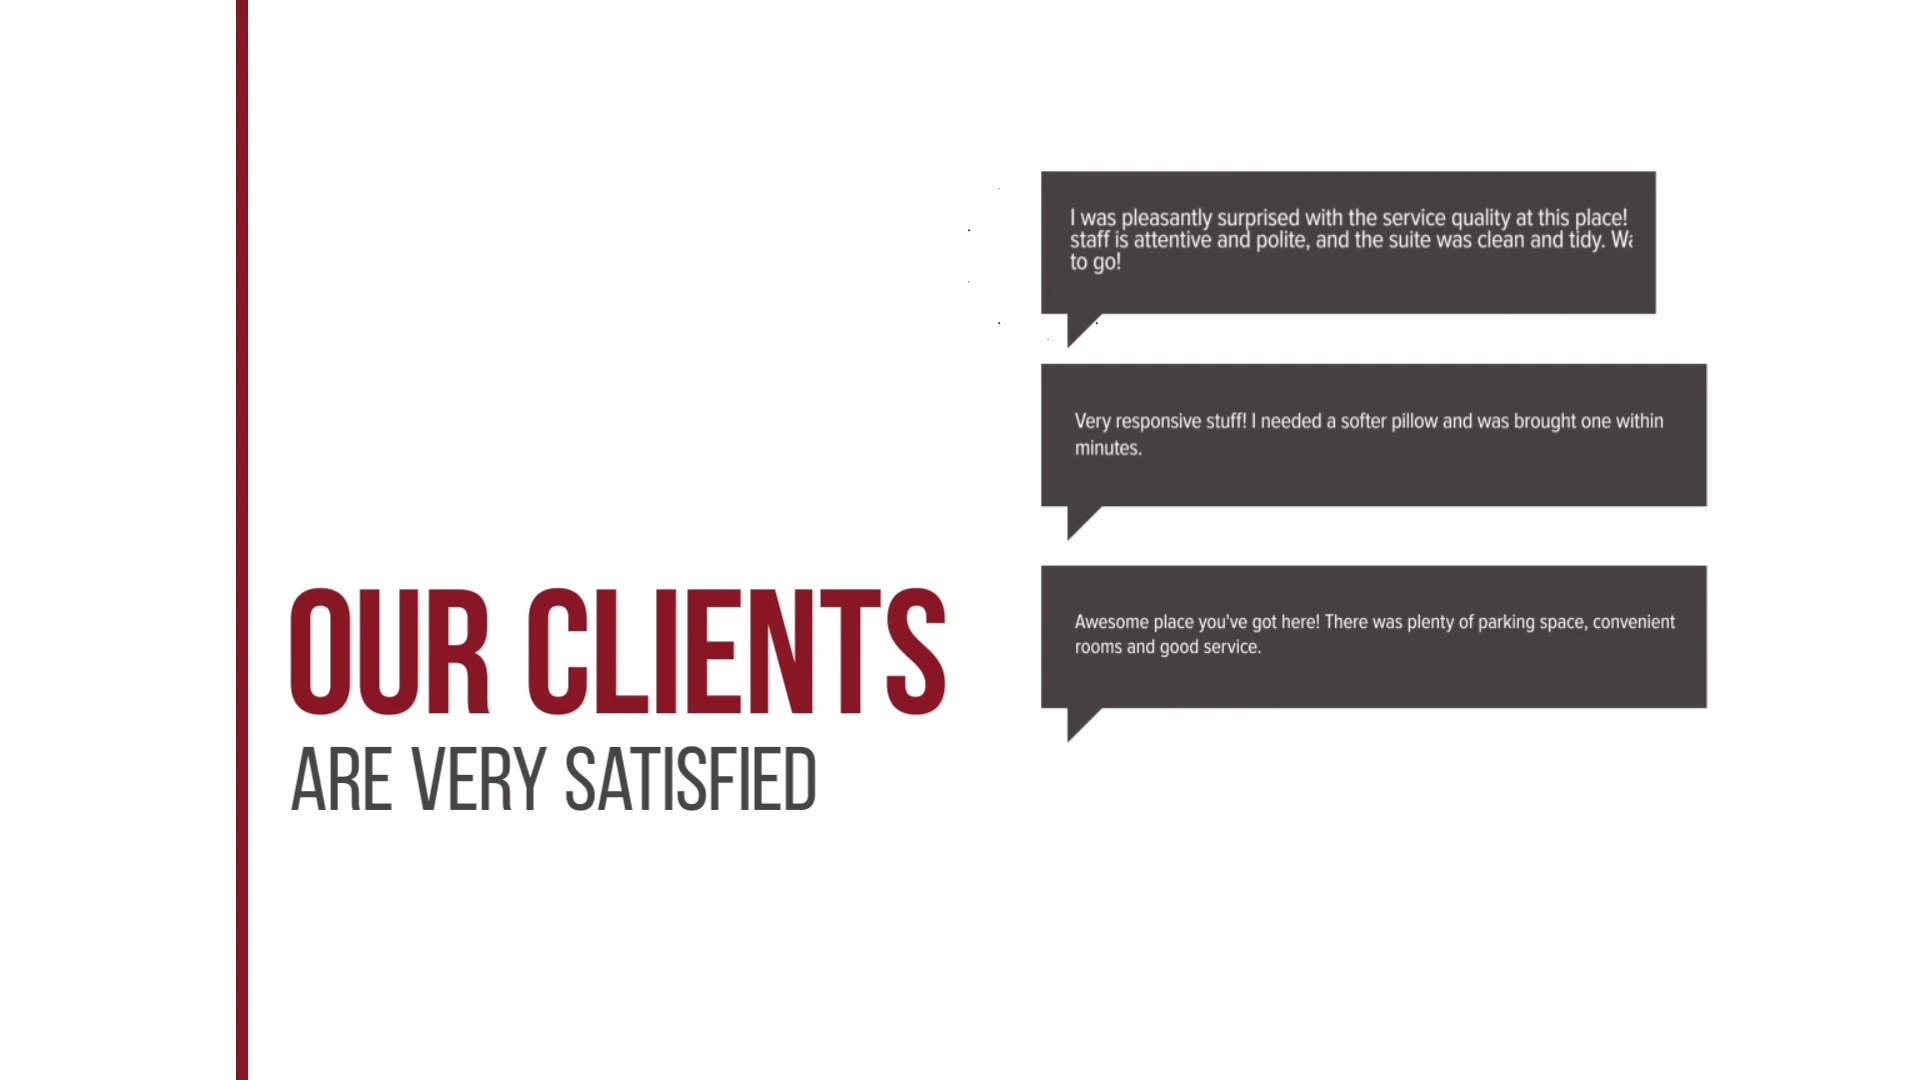 OUR CLIENTS
ARE VERY SATISFIED
I was pleasantly surprised with the service quality at this place!
staff is attentive and polite, and the suite was clean and tidy.
to go!
Very responsive stuff! I needed a softer pillow and was brought one within
minutes.
Awesome place you've got here! There was plenty of parking space, convenient
rooms and good service.